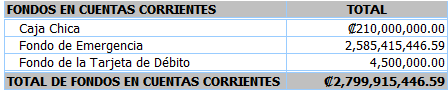 FONDOS EN CUENTAS CORRIENTES TOTAL
Caja Chica ₡210,000,000.00
Fondo de Emergencia 2,585,415,446.59
Fondo de la Tarjeta de Débito 4,500,000.00
TOTAL DE FONDOS EN CUENTAS CORRIENTES ₡2,799,915,446.59